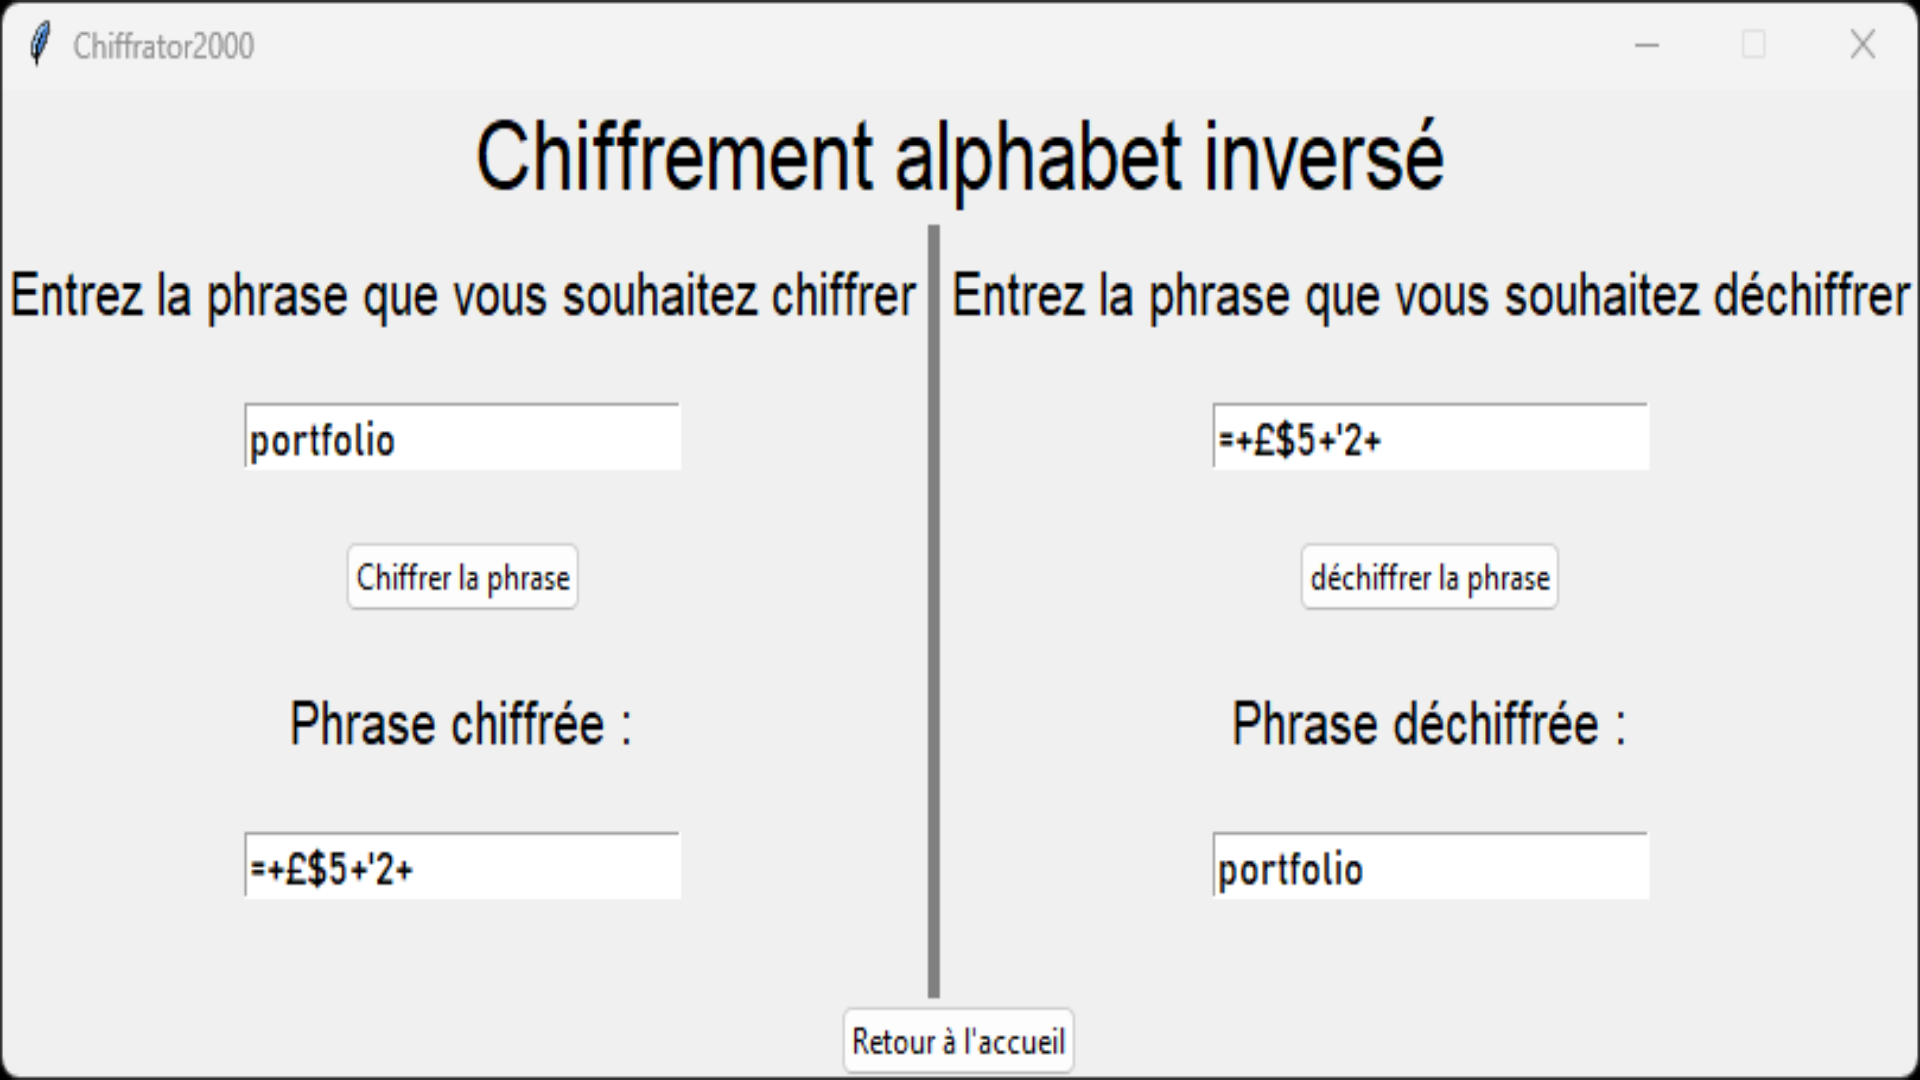 Chiffrator2000
Chiffrement alphabet inversé
Entrez la phrase que vous souhaitez chiffrer
portfolio
Chiffrer la phrase
Phrase chiffrée :
=+£$5+'2+
Entrez la phrase que vous souhaitez déchiffrer
=+£$5+'2+
déchiffrer la phrase
Phrase déchiffrée :
portfolio
Retour à l'accueil